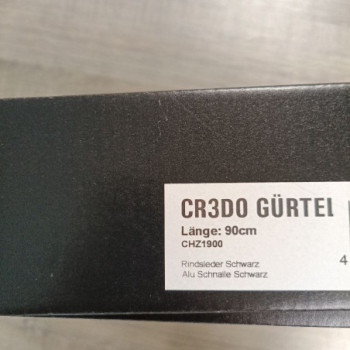 CR3DO GÜRTEL
Länge: 90cm
CHZ1900
Rindsleder Schwarz
4
Alu Schnalle Schwarz